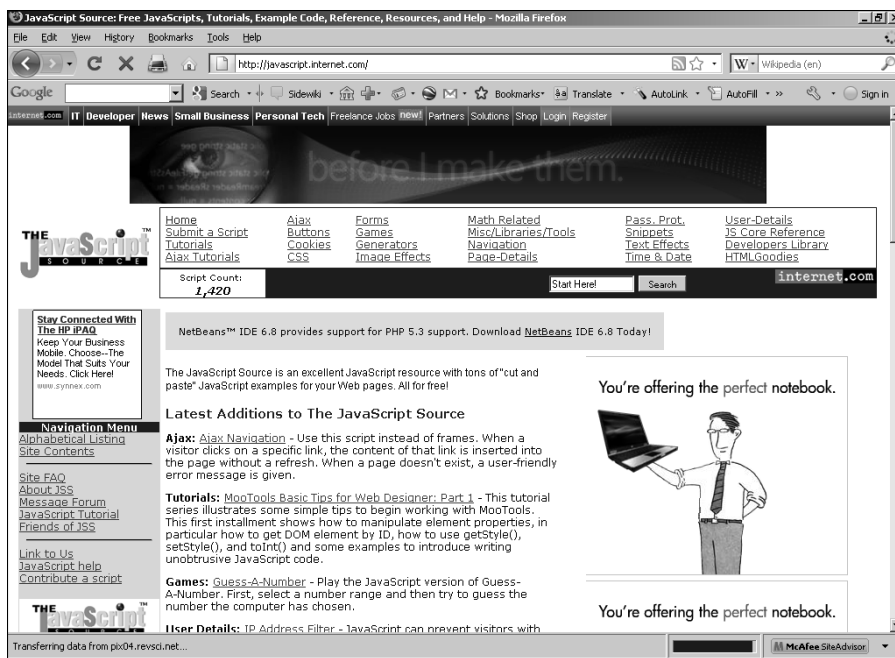 JavaScript Source: Free JavaScripts, Tutorials, Example Code, Reference, Resources, and Help - Mozilla Firefox
File Edit View History Bookmarks Tools Help
http://javascript.internet.com/
W Wikipedia (en)
Google Search Sidewiki Bookmarks Translate AutoLink AutoFill » Sign in
internet.com IT Developer News Small Business Personal Tech Freelance Jobs new! Partners Solutions Shop Login Register
before I make them.
THE JavaScript SOURCE ™
Home Ajax Forms Math Related Pass. Prot. User-Details
Submit a Script Buttons Games Misc/Libraries/Tools Snippets JS Core Reference
Tutorials Cookies Generators Navigation Text Effects Developers Library
Ajax Tutorials CSS Image Effects Page-Details Time & Date HTMLGoodies
Script Count:
1,420
Start Here! Search
internet.com
Stay Connected With
The HP iPAQ
Keep Your Business
Mobile. Choose--The
Model That Suits Your
Needs. Click Here!
www.synnex.com
Navigation Menu
Alphabetical Listing
Site Contents
Site FAQ
About JSS
Message Forum
JavaScript Tutorial
Friends of JSS
Link to Us
JavaScript help
Contribute a script
THE JavaScript ™
NetBeans™ IDE 6.8 provides support for PHP 5.3 support. Download NetBeans IDE 6.8 Today!
The JavaScript Source is an excellent JavaScript resource with tons of "cut and
paste" JavaScript examples for your Web pages. All for free!
Latest Additions to The JavaScript Source
Ajax: Ajax Navigation - Use this script instead of frames. When a
visitor clicks on a specific link, the content of that link is inserted into
the page without a refresh. When a page doesn't exist, a user-friendly
error message is given.
Tutorials: MooTools Basic Tips for Web Designer: Part 1 - This tutorial
series illustrates some simple tips to begin working with MooTools.
This first installment shows how to manipulate element properties, in
particular how to get DOM element by ID, how to use getStyle(),
setStyle(), and toInt() and some examples to introduce writing
unobtrusive JavaScript code.
Games: Guess-A-Number - Play the JavaScript version of Guess-
A-Number. First, select a number range and then try to guess the
number the computer has chosen.
User Details: IP Address Filter - JavaScript can prevent visitors with
You're offering the perfect notebook.
You're offering the perfect notebook.
Transferring data from pix04.revsci.net...
McAfee SiteAdvisor